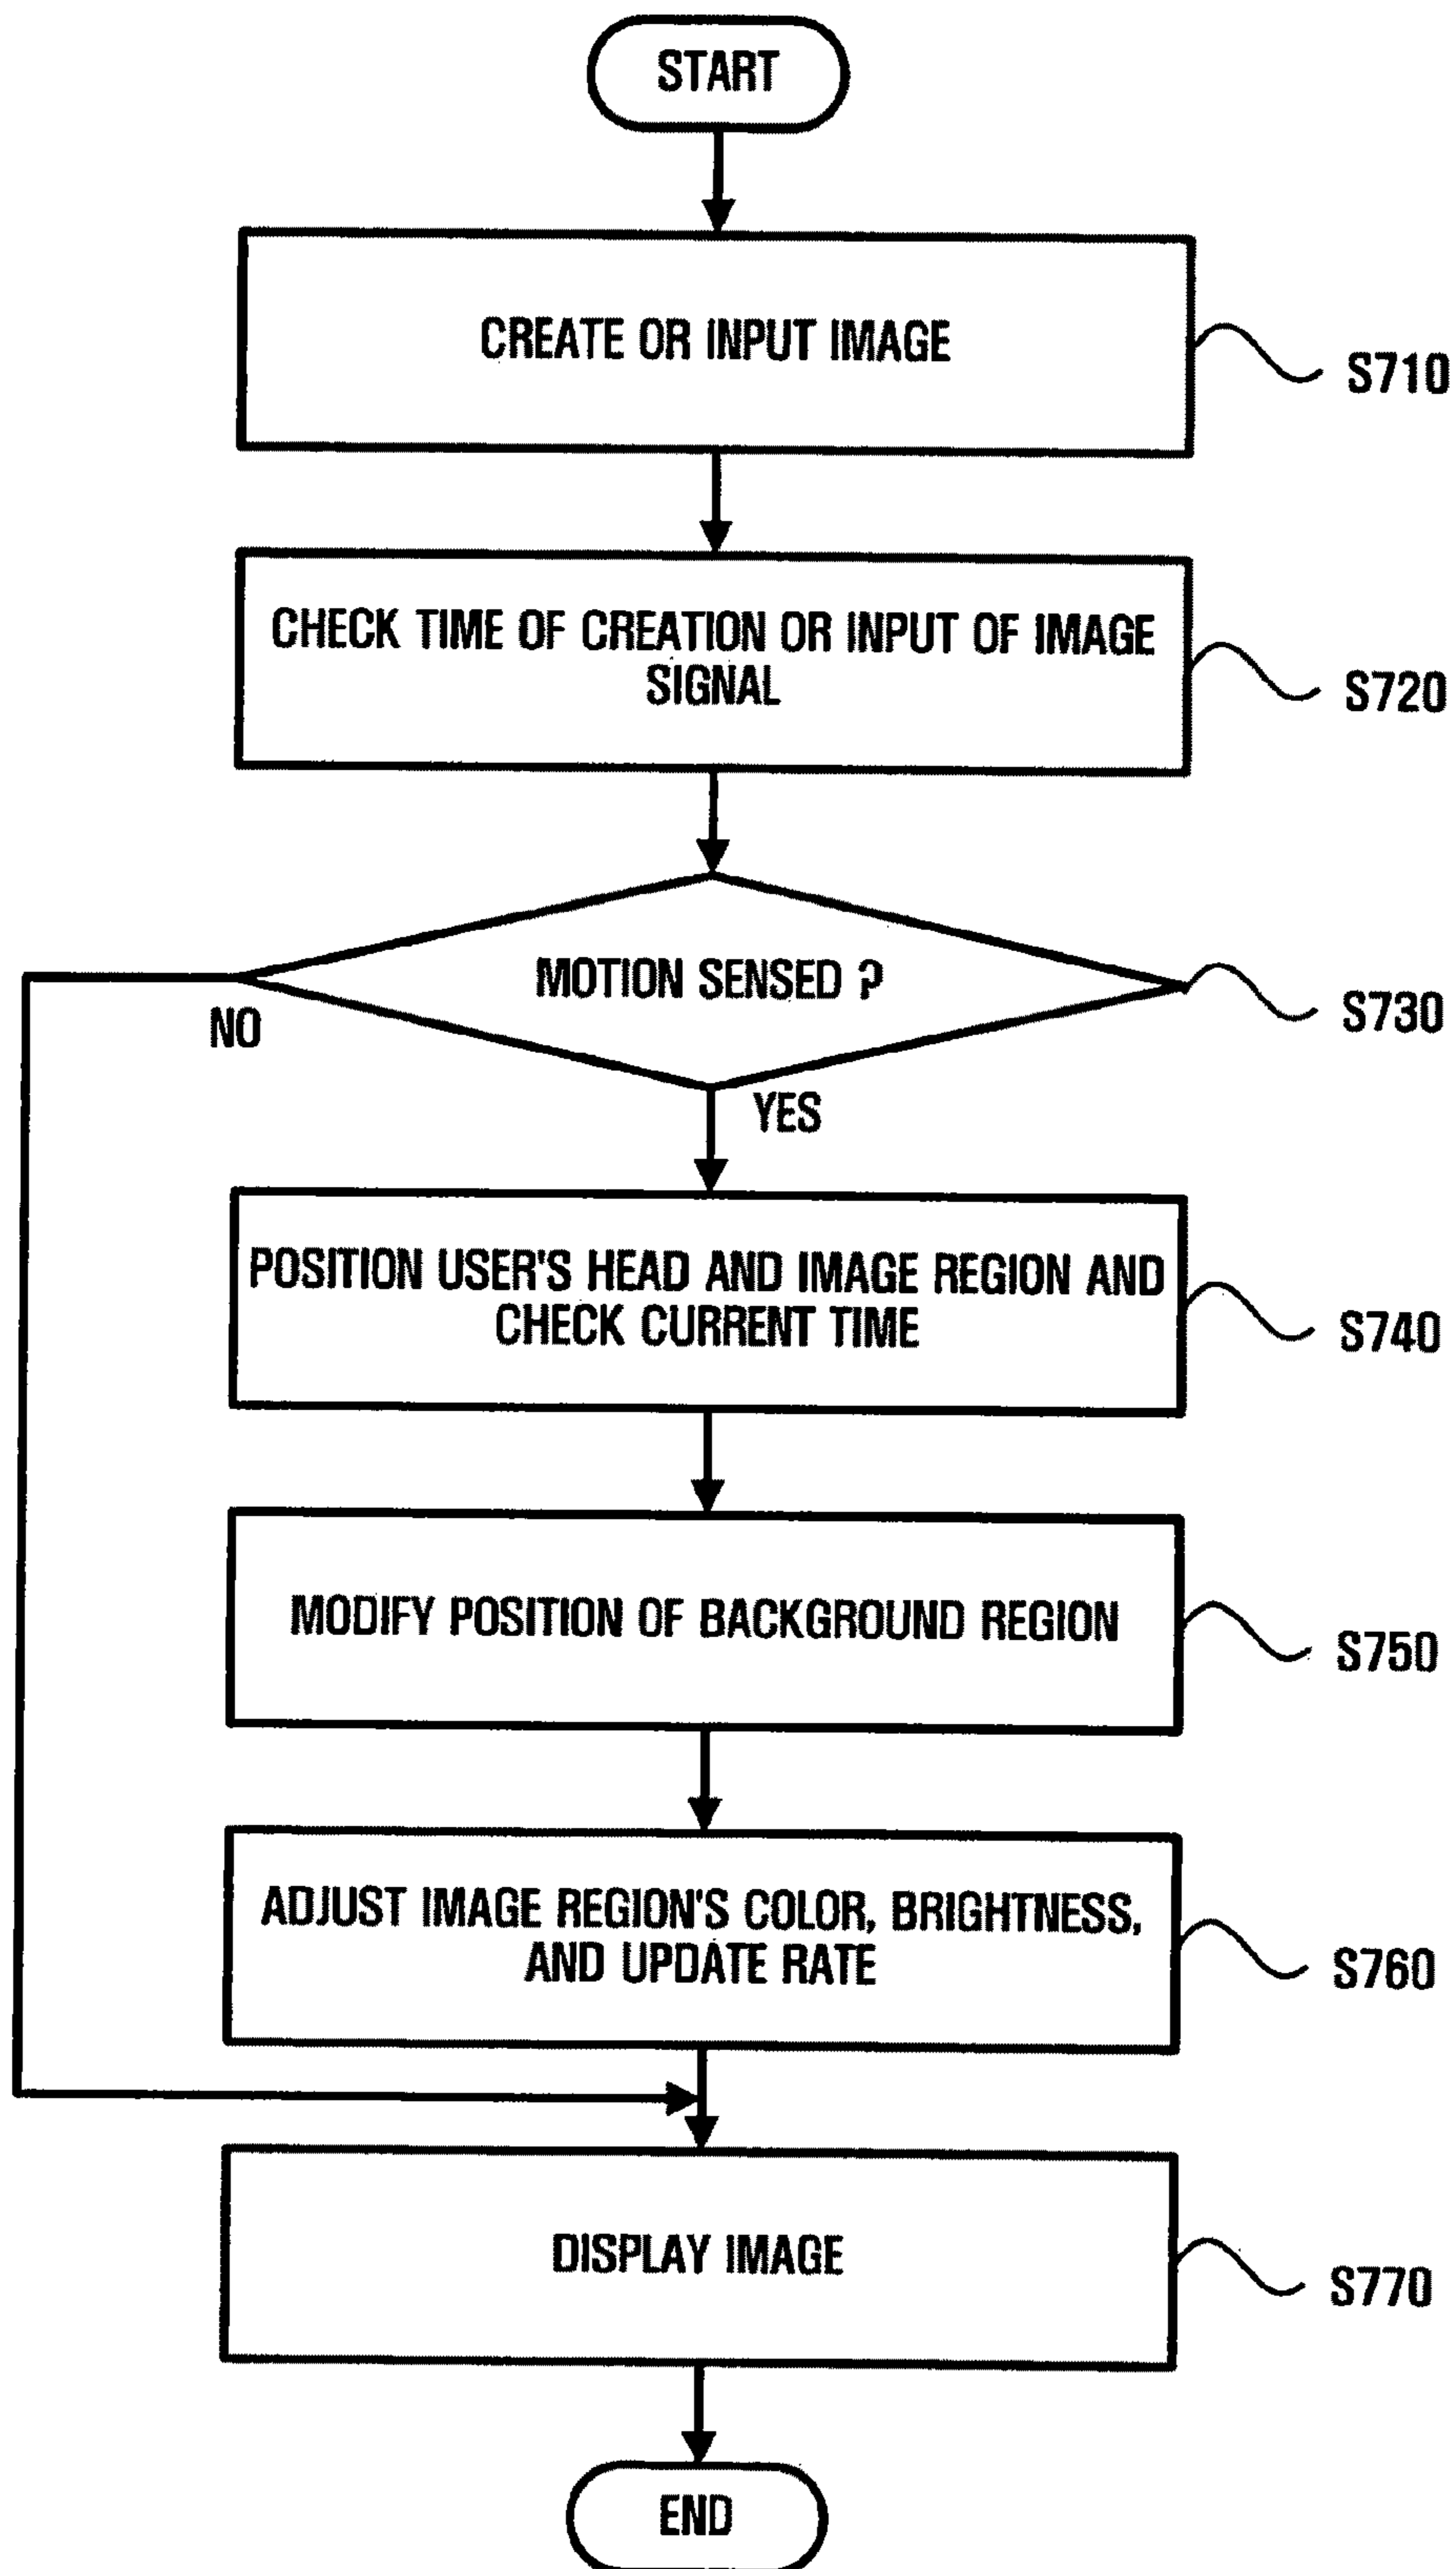 START
CREATE OR INPUT IMAGE
S710
CHECK TIME OF CREATION OR INPUT OF IMAGE
SIGNAL
S720
MOTION SENSED ?
S730
NO
YES
POSITION USER'S HEAD AND IMAGE REGION AND
CHECK CURRENT TIME
S740
MODIFY POSITION OF BACKGROUND REGION
S750
ADJUST IMAGE REGION'S COLOR, BRIGHTNESS,
AND UPDATE RATE
S760
DISPLAY IMAGE
S770
END